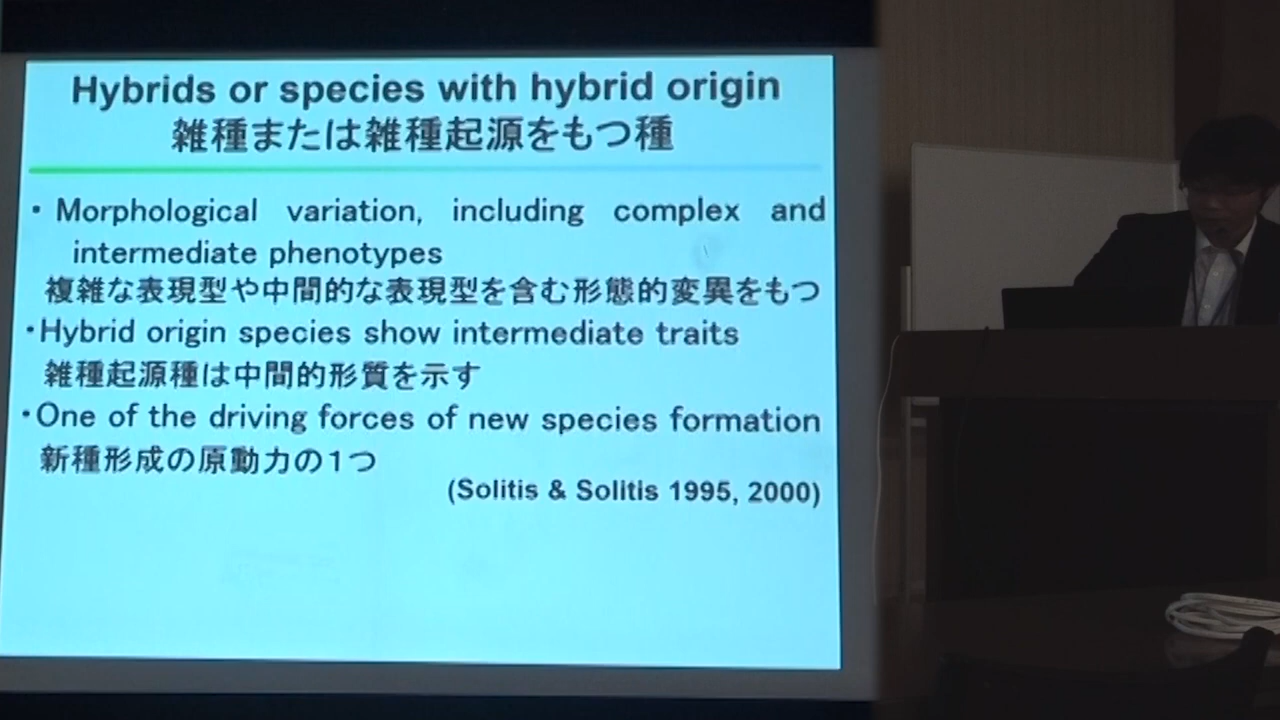 Hybrids or species with hybrid origin
雑種または雑種起源をもつ種
・Morphological variation, including complex and
intermediate phenotypes
複雑な表現型や中間的な表現型を含む形態的変異をもつ
・Hybrid origin species show intermediate traits
雑種起源種は中間的形質を示す
・One of the driving forces of new species formation
新種形成の原動力の1つ
(Solitis & Solitis 1995, 2000)